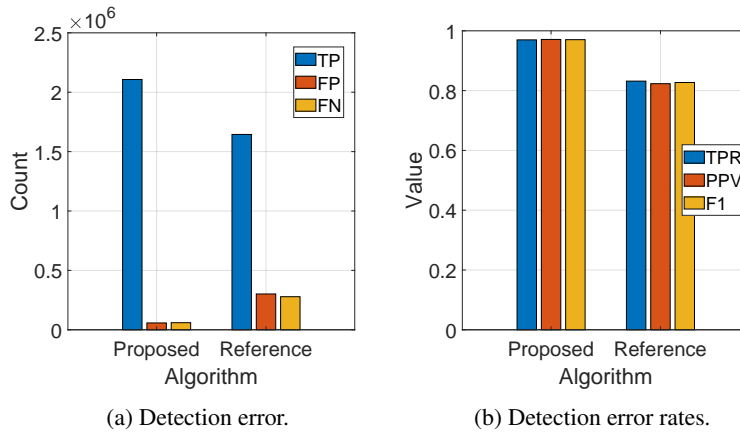 ×10⁶
2.5
2
1.5
1
0.5
0
Count
TP
FP
FN
Proposed Reference
Algorithm
(a) Detection error.
1
0.8
0.6
0.4
0.2
0
Value
TPR
PPV
F1
Proposed Reference
Algorithm
(b) Detection error rates.